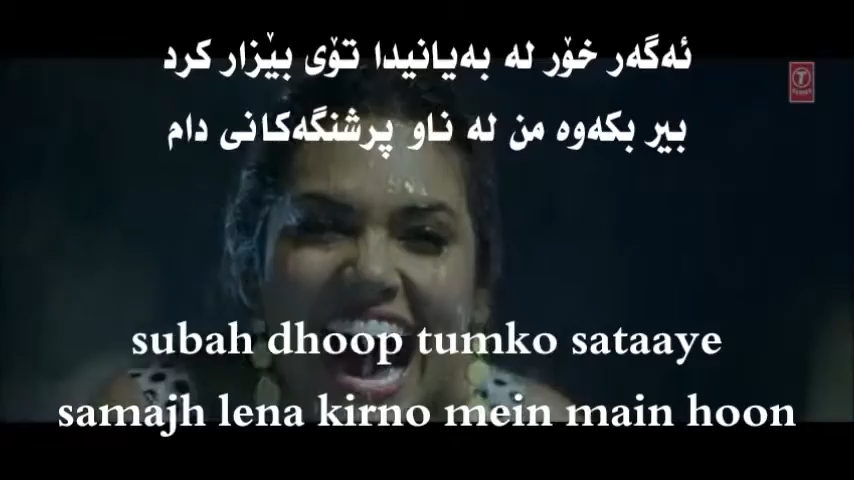 ئەگەر خۆر لە بەیانیدا تۆی بێزار کرد
بیر بکەوە من لە ناو پرشنگەکانی دام
T
SERIES
subah dhoop tumko sataaye
samajh lena kirno mein main hoon